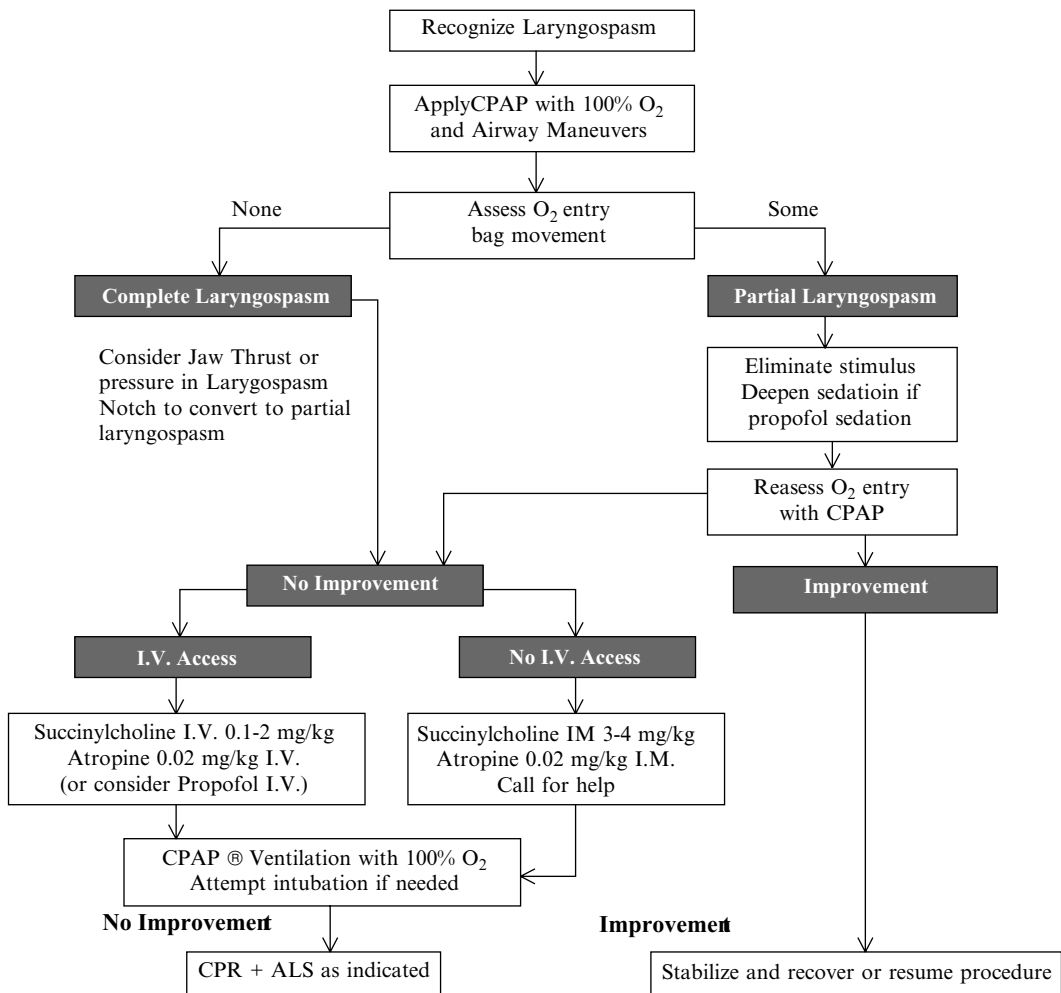 Recognize Laryngospasm
ApplyCPAP with 100% O₂
and Airway Maneuvers
None
Assess O₂ entry
bag movement
Some
Complete Laryngospasm
Partial Laryngospasm
Consider Jaw Thrust or
pressure in Larygospasm
Notch to convert to partial
laryngospasm
Eliminate stimulus
Deepen sedatioin if
propofol sedation
Reasess O₂ entry
with CPAP
No Improvement
Improvement
I.V. Access
No I.V. Access
Succinylcholine I.V. 0.1-2 mg/kg
Atropine 0.02 mg/kg I.V.
(or consider Propofol I.V.)
Succinylcholine IM 3-4 mg/kg
Atropine 0.02 mg/kg I.M.
Call for help
CPAP ® Ventilation with 100% O₂
Attempt intubation if needed
No Improvement
Improvement
CPR + ALS as indicated
Stabilize and recover or resume procedure